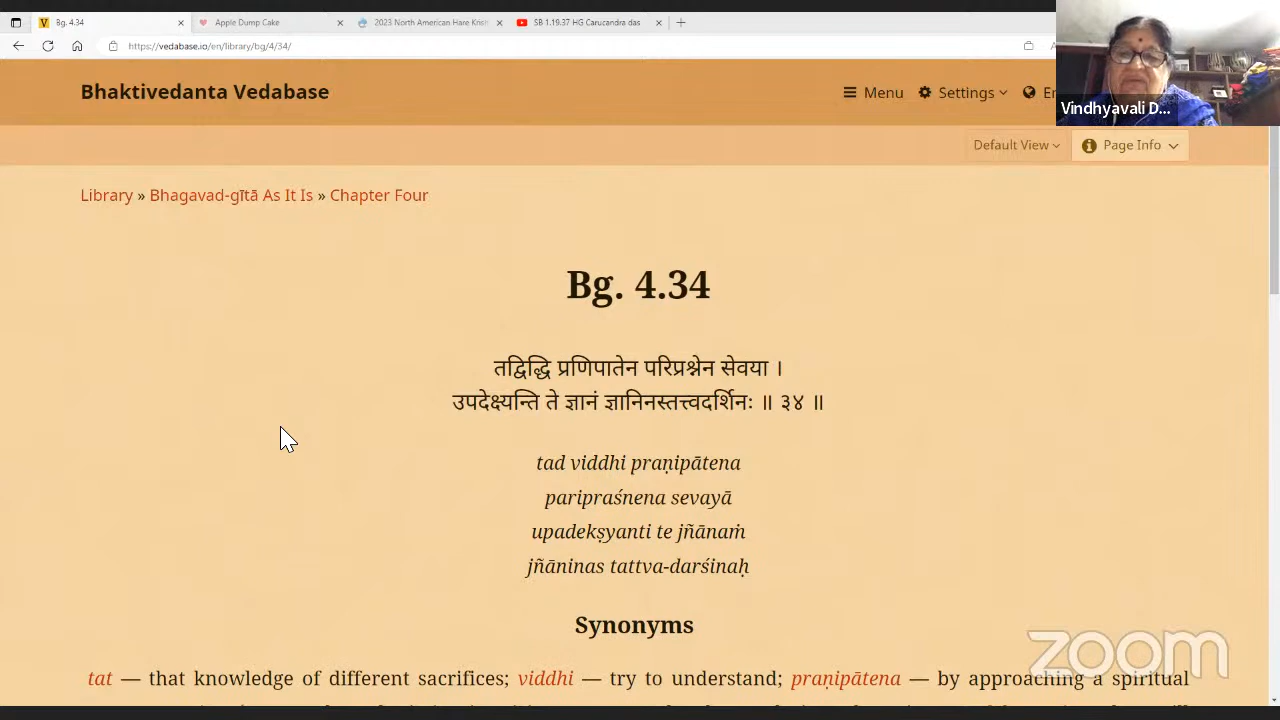 Bg. 4.34
Apple Dump Cake
2023 North American Hare Krish
SB 1.19.37 HG Carucandra das
https://vedabase.io/en/library/bg/4/34/
Bhaktivedanta Vedabase
Menu
Settings
Vindhyavali D...
Default View
Page Info
Library » Bhagavad-gītā As It Is » Chapter Four
Bg. 4.34
तद्विद्धि प्रणिपातेन परिप्रश्न‍ेन सेवया ।
उपदेक्ष्यन्ति ते ज्ञानं ज्ञानिनस्तत्त्वदर्शिनः ॥ ३४ ॥
tad viddhi praṇipātena
paripraśnena sevayā
upadekṣyanti te jñānaṁ
jñāninas tattva-darśinaḥ
Synonyms
tat — that knowledge of different sacrifices; viddhi — try to understand; praṇipātena — by approaching a spiritual
zoom